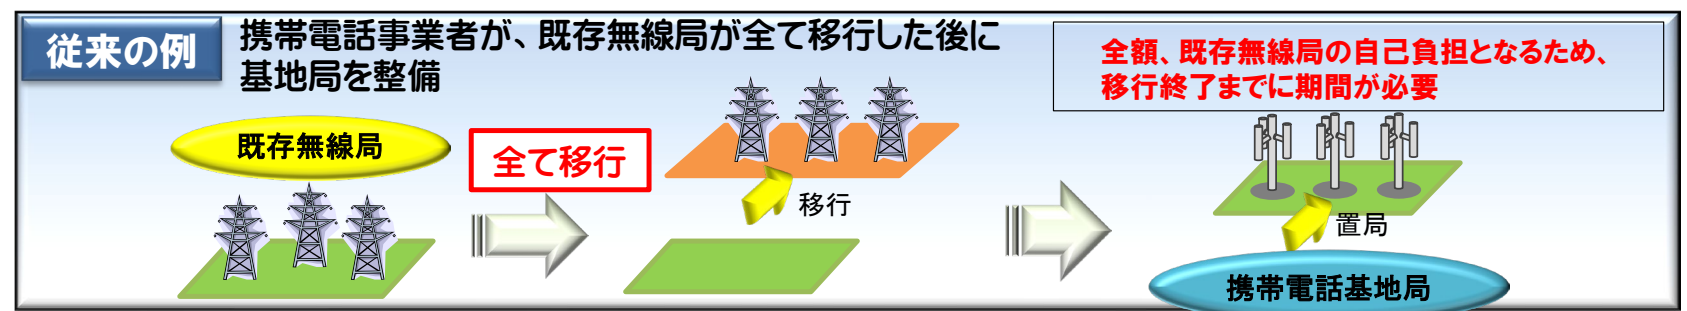 従来の例
携帯電話事業者が、既存無線局が全て移行した後に
基地局を整備
全額、既存無線局の自己負担となるため、
移行終了までに期間が必要
既存無線局
全て移行
移行
置局
携帯電話基地局